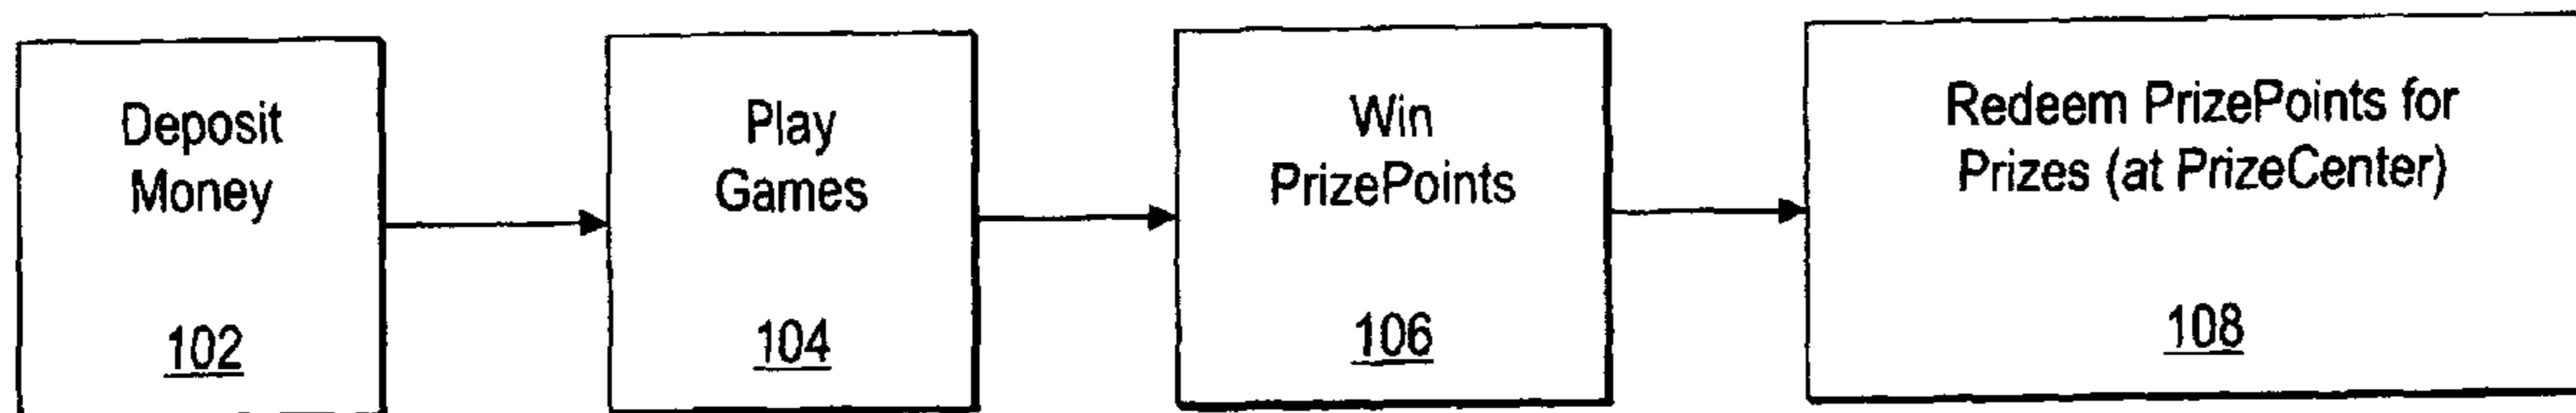 Deposit
Money
102
Play
Games
104
Win
PrizePoints
106
Redeem PrizePoints for
Prizes (at PrizeCenter)
108